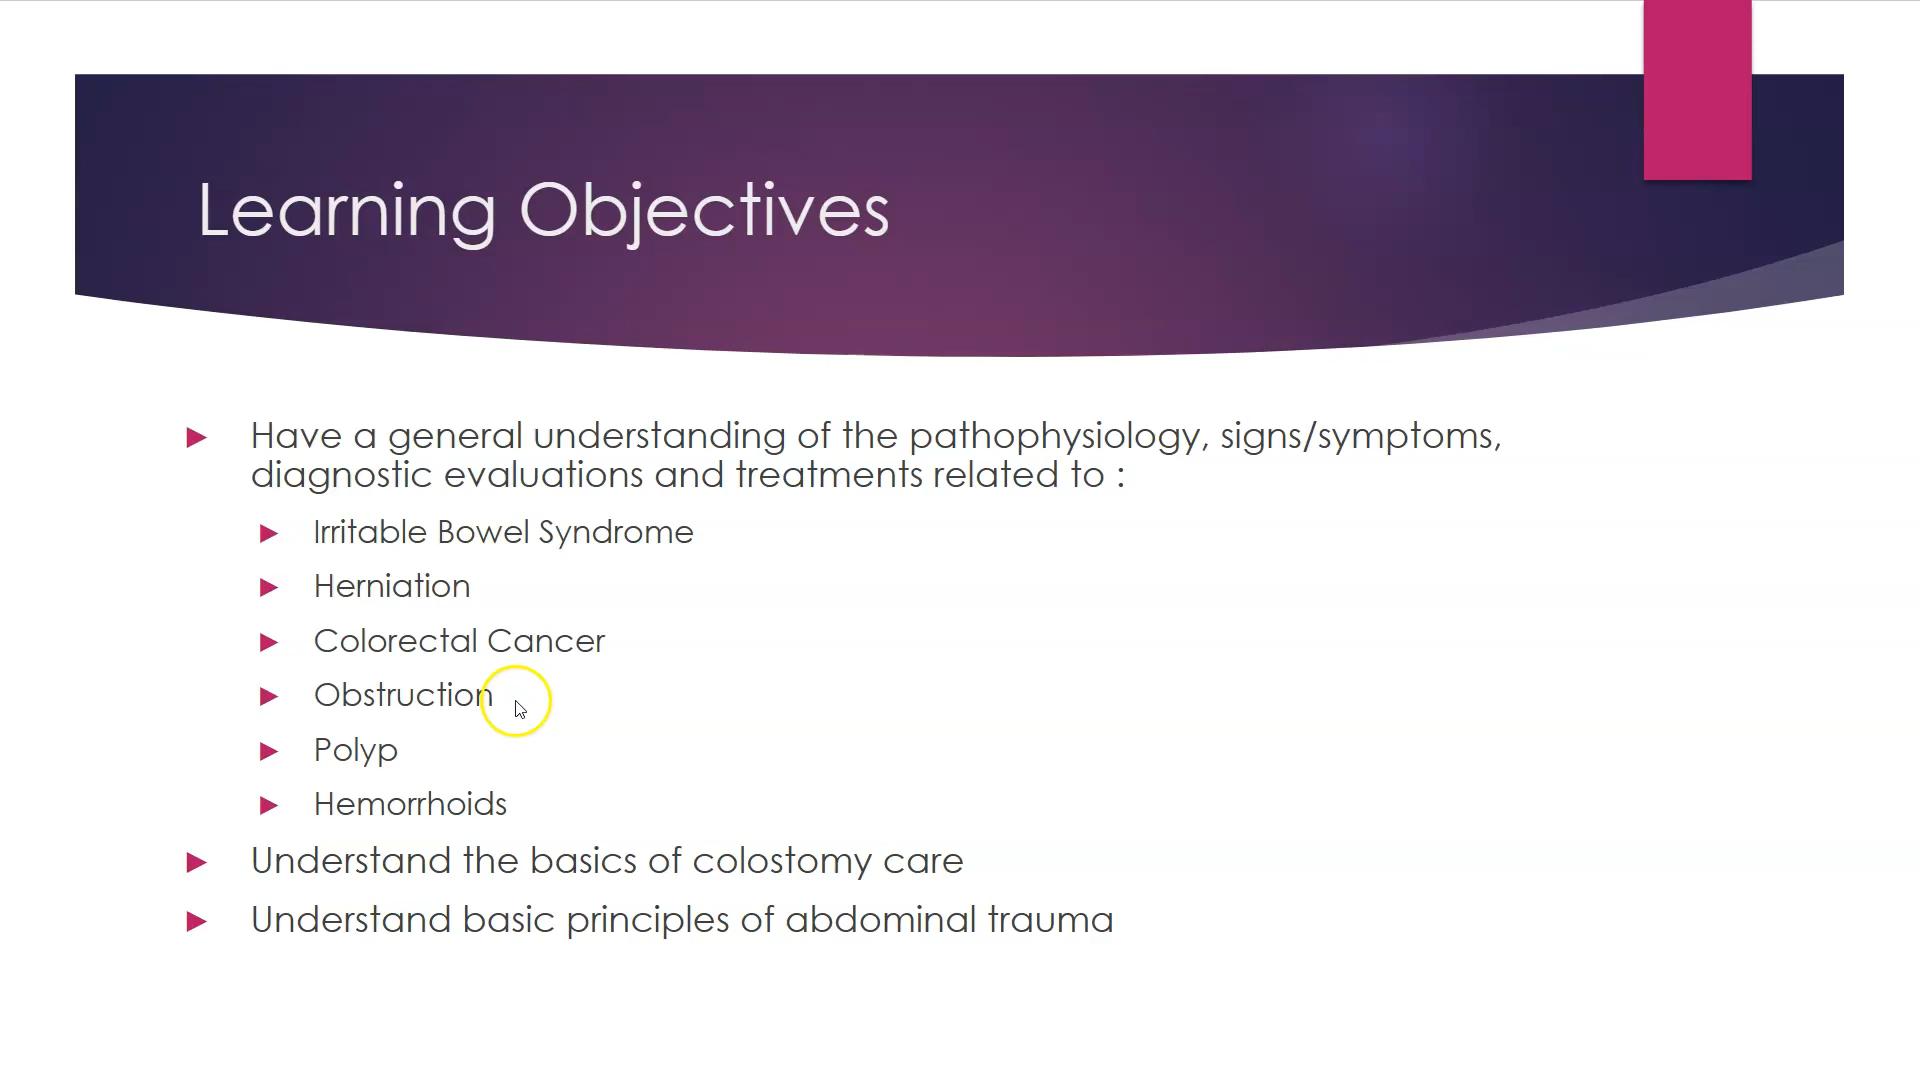 Learning Objectives
Have a general understanding of the pathophysiology, signs/symptoms,
diagnostic evaluations and treatments related to :
Irritable Bowel Syndrome
Herniation
Colorectal Cancer
Obstruction
Polyp
Hemorrhoids
Understand the basics of colostomy care
Understand basic principles of abdominal trauma